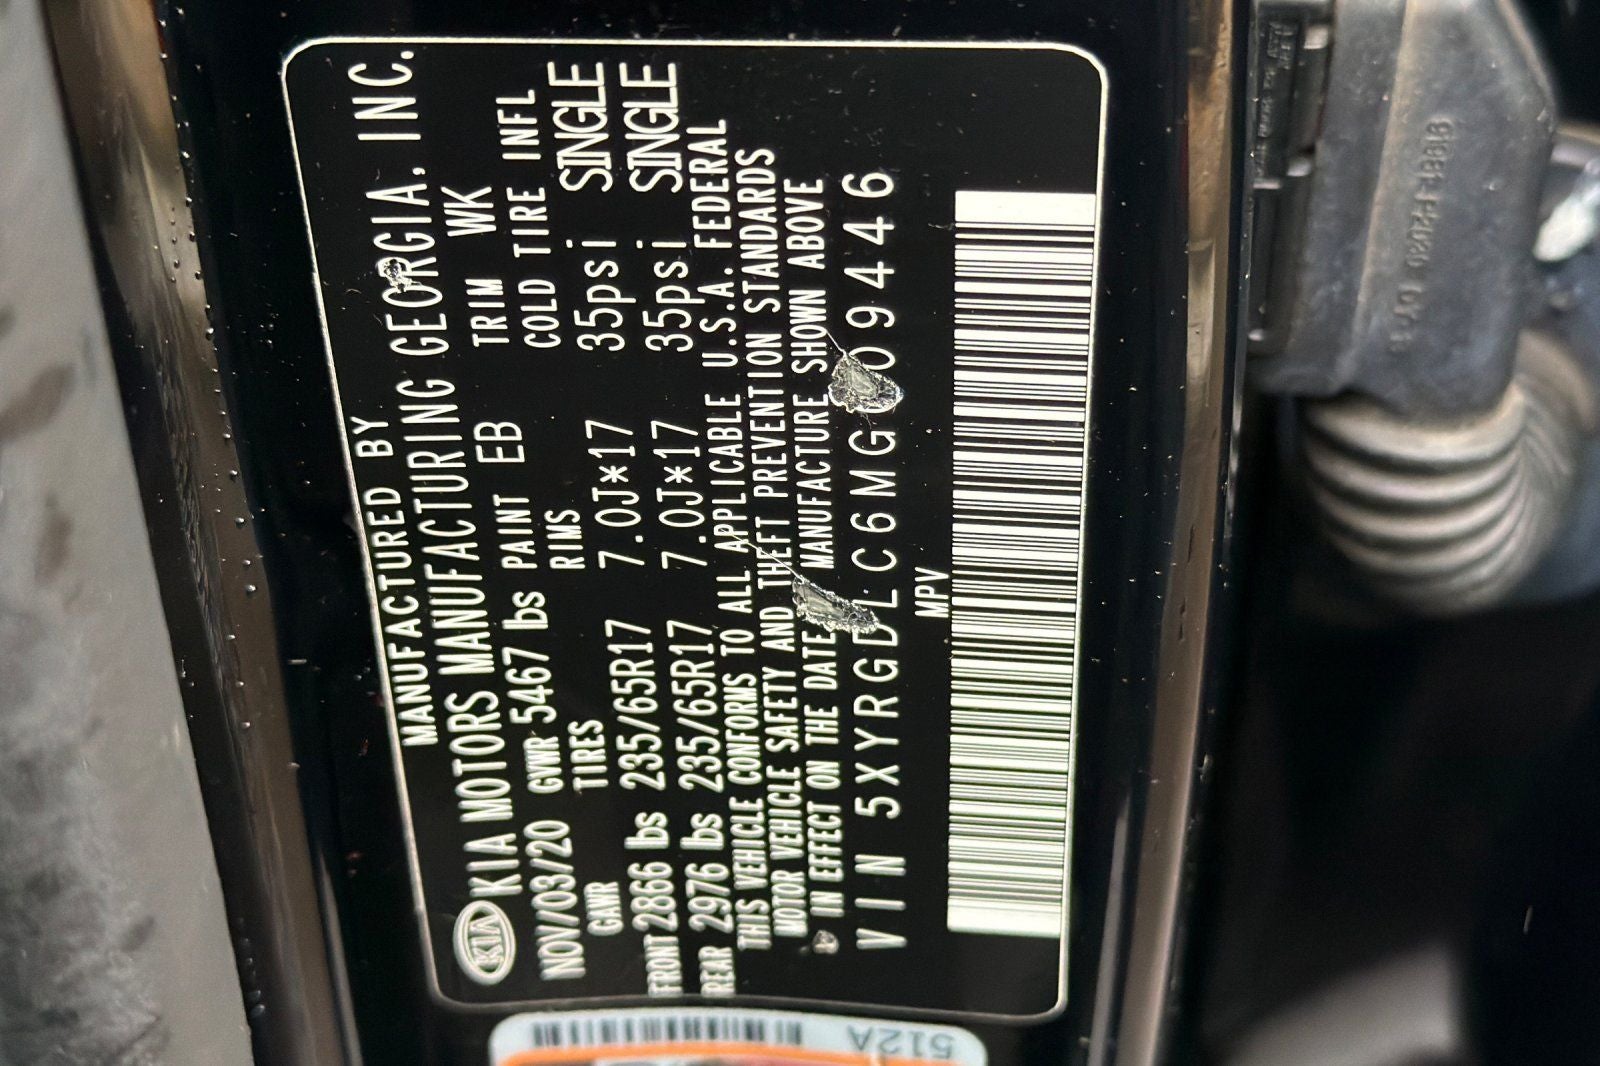 MANUFACTURED BY
KIA KIA MOTORS MANUFACTURING GEORGIA, INC.
NOV/03/20 GVWR 5467 lbs PAINT EB TRIM WK
GAWR TIRES RIMS COLD TIRE INFL
FRONT 2866 lbs 235/65R17 7.0J*17 35psi SINGLE
REAR 2976 lbs 235/65R17 7.0J*17 35psi SINGLE
THIS VEHICLE CONFORMS TO ALL APPLICABLE U.S.A. FEDERAL
MOTOR VEHICLE SAFETY AND THEFT PREVENTION STANDARDS
IN EFFECT ON THE DATE MANUFACTURE SHOWN ABOVE
VIN 5XYRGDLC6MG009446
MPV
512A